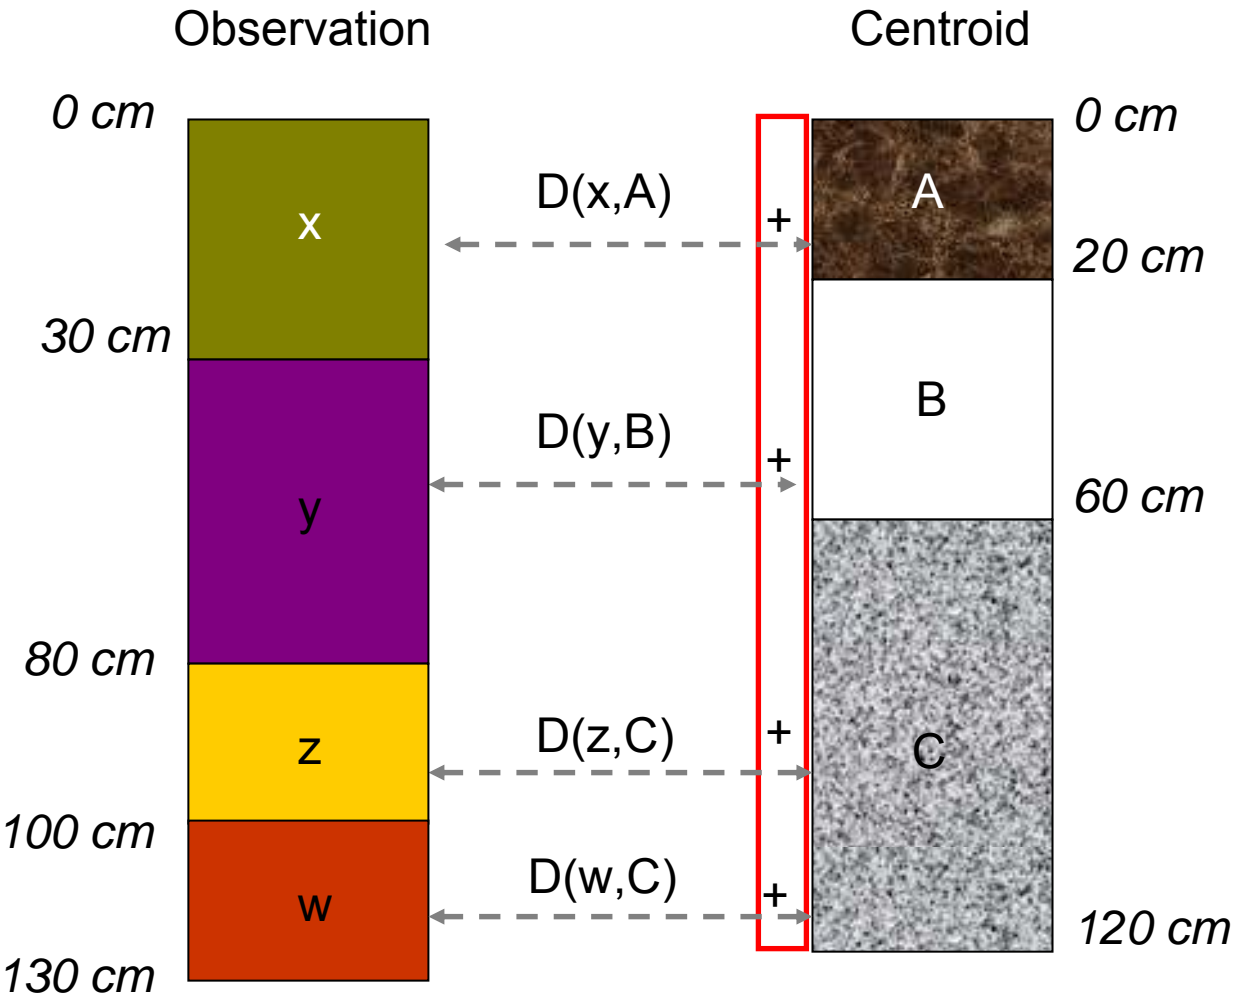 Observation
Centroid
0 cm
0 cm
D(x,A)
A
x
+
20 cm
30 cm
B
D(y,B)
+
60 cm
y
80 cm
D(z,C)
+
z
C
100 cm
D(w,C)
+
w
120 cm
130 cm